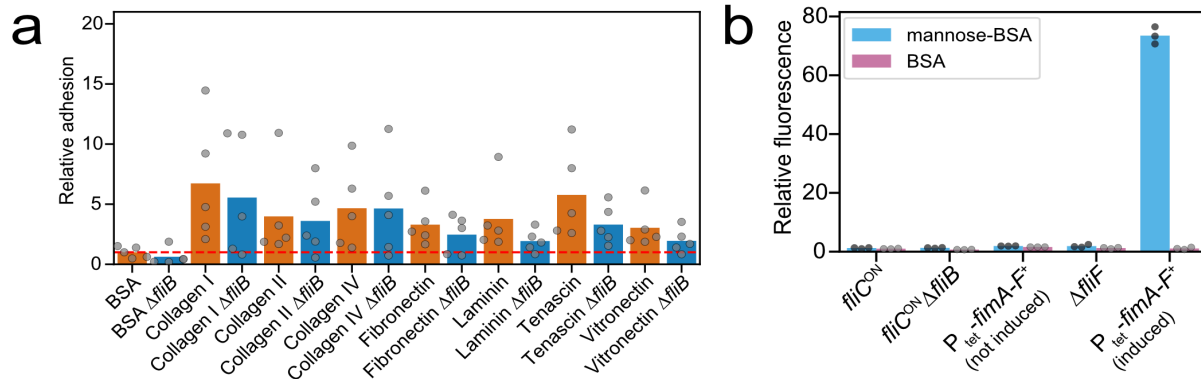 a
Relative adhesion
20
15
10
5
0
BSA
BSA ΔfliB
Collagen I
Collagen I ΔfliB
Collagen II
Collagen II ΔfliB
Collagen IV
Collagen IV ΔfliB
Fibronectin
Fibronectin ΔfliB
Laminin
Laminin ΔfliB
Tenascin
Tenascin ΔfliB
Vitronectin
Vitronectin ΔfliB
b
Relative fluorescence
80
60
40
20
0
mannose-BSA
BSA
fliCᴼᴺ
fliCᴼᴺ ΔfliB
P tet -fimA-F⁺
(not induced)
ΔfliF
P tet -fimA-F⁺
(induced)